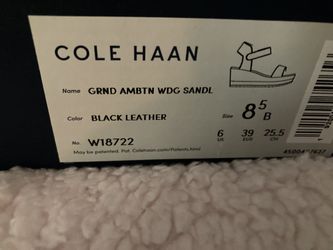 COLE HAAN
Name GRND AMBTN WDG SANDL
Color BLACK LEATHER Size 8 5 B
No. W18722 6 UK 39 EUR 25.5 CM
May be patented. Pat. Colehaan.com/Patents.html